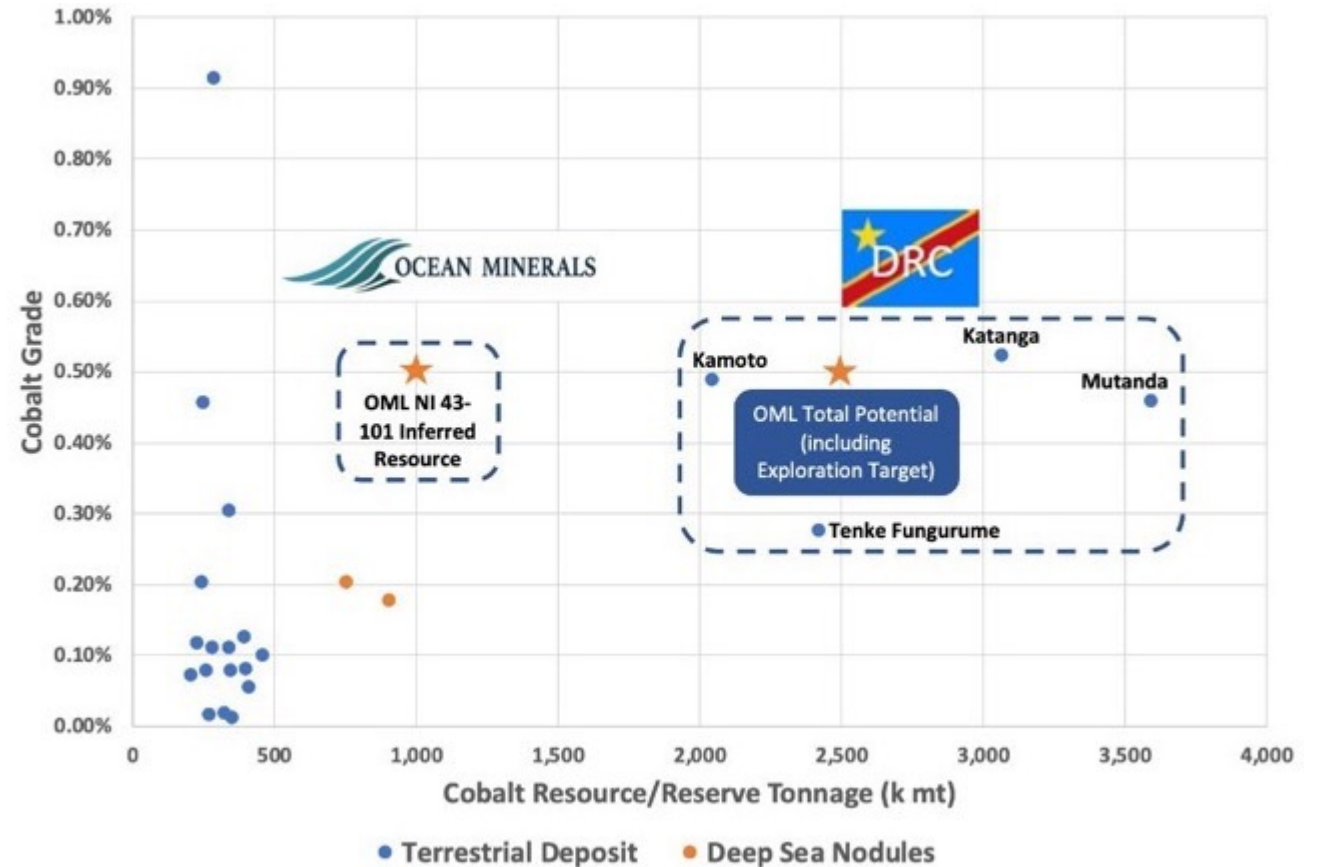 1.00%
0.90%
0.80%
0.70%
0.60%
0.50%
0.40%
0.30%
0.20%
0.10%
0.00%
Cobalt Grade
OCEAN MINERALS
DRC
OML NI 43-
101 Inferred
Resource
Kamoto
Katanga
Mutanda
OML Total Potential
(including
Exploration Target)
Tenke Fungurume
0 500 1,000 1,500 2,000 2,500 3,000 3,500 4,000
Cobalt Resource/Reserve Tonnage (k mt)
Terrestrial Deposit Deep Sea Nodules